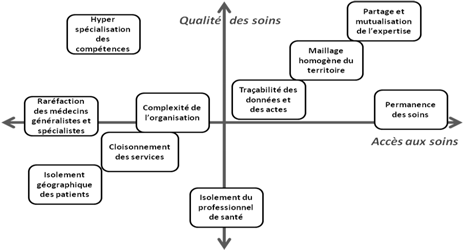 Qualité des soins
Hyper
spécialisation
des
compétences
Partage et
mutualisation
de l'expertise
Maillage
homogène du
territoire
Traçabilité des
données et
des actes
Raréfaction
des médecins
généralistes et
spécialistes
Complexité de
l'organisation
Permanence
des soins
Accès aux soins
Cloisonnement
des services
Isolement
géographique
des patients
Isolement du
professionnel
de santé